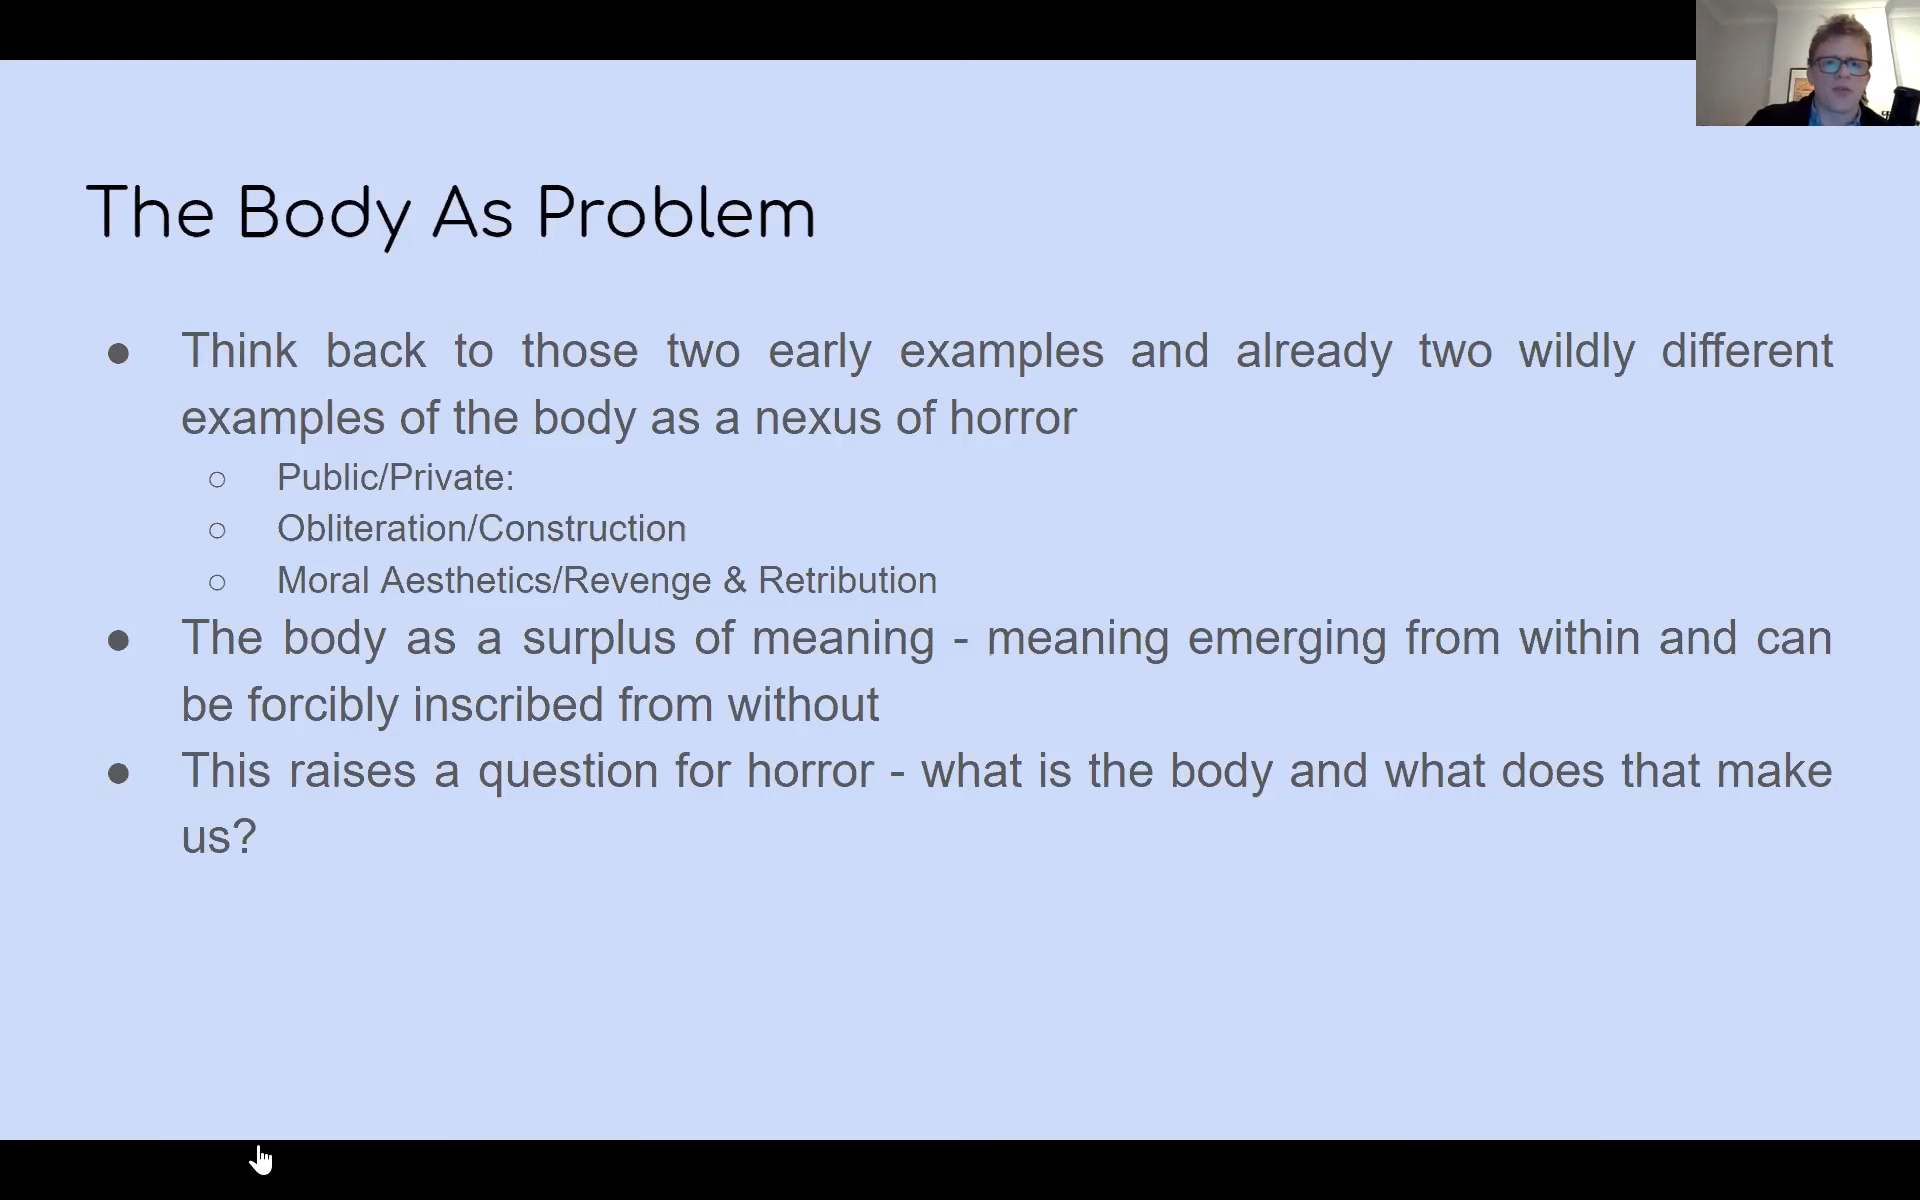 The Body As Problem
● Think back to those two early examples and already two wildly different
examples of the body as a nexus of horror
○ Public/Private:
○ Obliteration/Construction
○ Moral Aesthetics/Revenge & Retribution
● The body as a surplus of meaning - meaning emerging from within and can
be forcibly inscribed from without
● This raises a question for horror - what is the body and what does that make
us?